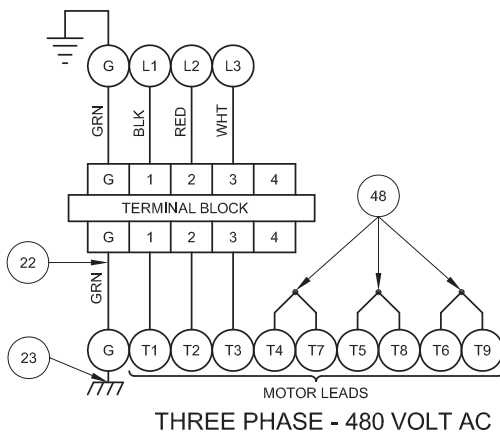 G L1 L2 L3
GRN BLK RED WHT
G 1 2 3 4
TERMINAL BLOCK
G 1 2 3 4
48
22
GRN
23
G T1 T2 T3 T4 T7 T5 T8 T6 T9
MOTOR LEADS
THREE PHASE - 480 VOLT AC